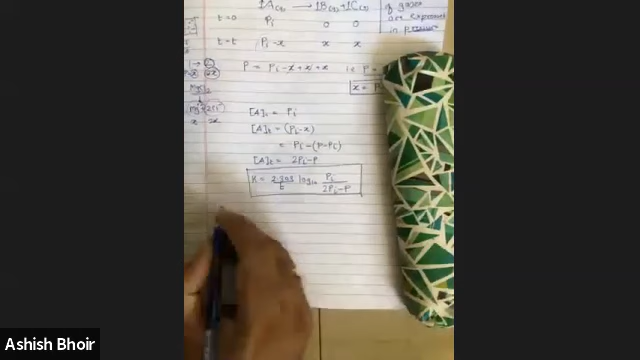 1A(g) → 1B(g) + 1C(g)
of gases
are expressed
in pressure
t=0 Pi 0 0
t=t Pi-x x x
P = Pi-x+x+x i.e P =
x = P
[A]i = Pi
[A]t = (Pi-x)
= Pi-(P-Pi)
[A]t = 2Pi-P
K = 2.303/t log10 Pi/2Pi-P
Ashish Bhoir